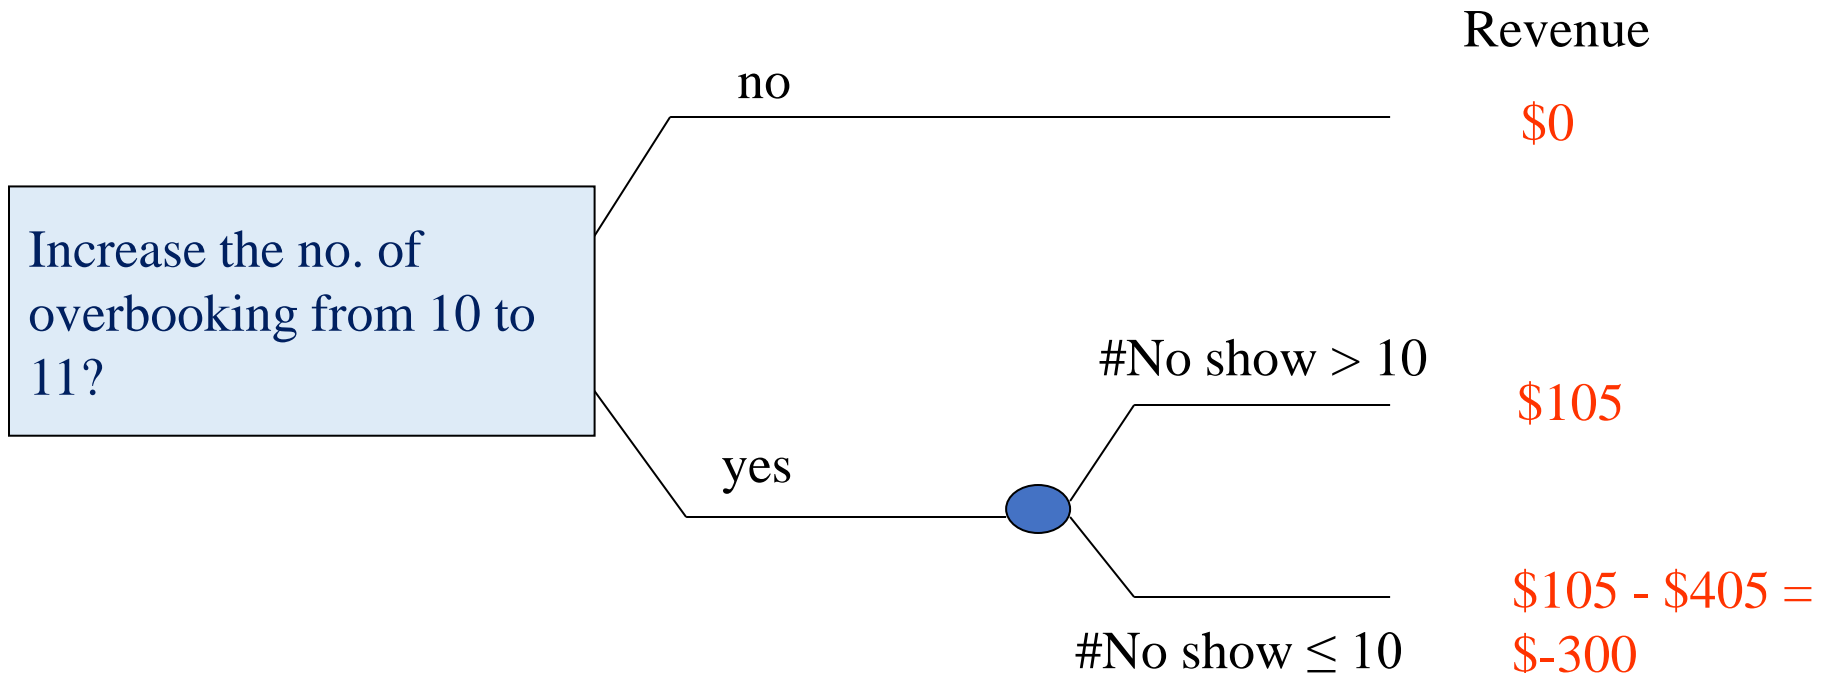 Revenue
no
$0
Increase the no. of
overbooking from 10 to
11?
#No show > 10
$105
yes
$105 - $405 =
$-300
#No show ≤ 10